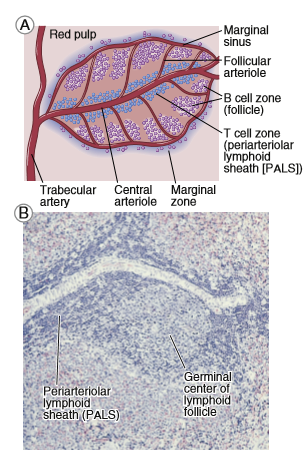 A
Red pulp
Marginal
sinus
Follicular
arteriole
B cell zone
(follicle)
T cell zone
(periarteriolar
lymphoid
sheath [PALS])
Trabecular
artery
Central
arteriole
Marginal
zone
B
Periarteriolar
lymphoid
sheath (PALS)
Germinal
center of
lymphoid
follicle